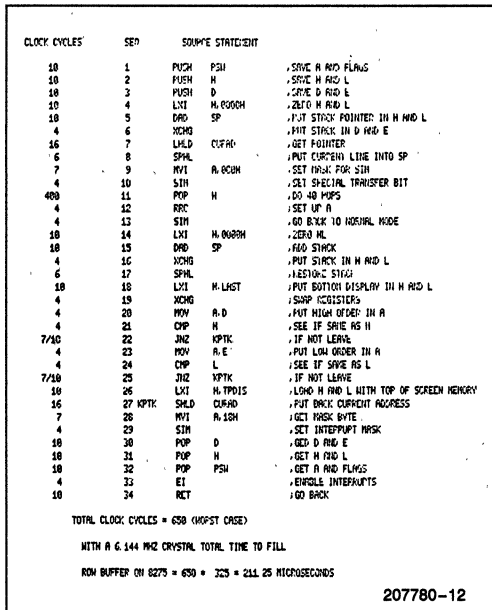 CLOCK CYCLES SEQ SOURCE STATEMENT
10 1 PUSH PSW ;SAVE A AND FLAGS
10 2 PUSH H ;SAVE H AND L
10 3 PUSH D ;SAVE D AND E
10 4 LXI H,0000H ;ZERO H AND L
10 5 DAD SP ;PUT STACK POINTER IN H AND L
4 6 XCHG ;PUT STACK IN D AND E
16 7 LHLD CURAD ;GET POINTER
6 8 SPHL ;PUT CURRENT LINE INTO SP
7 9 MVI A,0C0H ;SET MASK FOR SIM
4 10 SIM ;SET SPECIAL TRANSFER BIT
400 11 POP H ;DO 40 POPS
4 12 RRC ;SET UP A
4 13 SIM ;GO BACK TO NORMAL MODE
10 14 LXI H,0000H ;ZERO HL
10 15 DAD SP ;ADD STACK
4 16 XCHG ;PUT STACK IN H AND L
6 17 SPHL ;RESTORE STACK
10 18 LXI H,LAST ;PUT BOTTOM DISPLAY IN H AND L
4 19 XCHG ;SWAP REGISTERS
4 20 MOV A,D ;PUT HIGH ORDER IN A
4 21 CMP H ;SEE IF SAME AS H
7/10 22 JNZ KPTK ;IF NOT LEAVE
4 23 MOV A,E ;PUT LOW ORDER IN A
4 24 CMP L ;SEE IF SAME AS L
7/10 25 JNZ KPTK ;IF NOT LEAVE
10 26 LXI H,TPDIS ;LOAD H AND L WITH TOP OF SCREEN MEMORY
16 27 KPTK SHLD CURAD ;PUT BACK CURRENT ADDRESS
7 28 MVI A,18H ;GET MASK BYTE
4 29 SIM ;SET INTERRUPT MASK
10 30 POP D ;GED D AND E
10 31 POP H ;GET H AND L
10 32 POP PSW ;GET A AND FLAGS
4 33 EI ;ENABLE INTERRUPTS
10 34 RET ;GO BACK
TOTAL CLOCK CYCLES = 650 (WORST CASE)
WITH A 6.144 MHZ CRYSTAL TOTAL TIME TO FILL
ROW BUFFER ON 8275 = 650 * .325 = 211.25 MICROSECONDS
207780-12